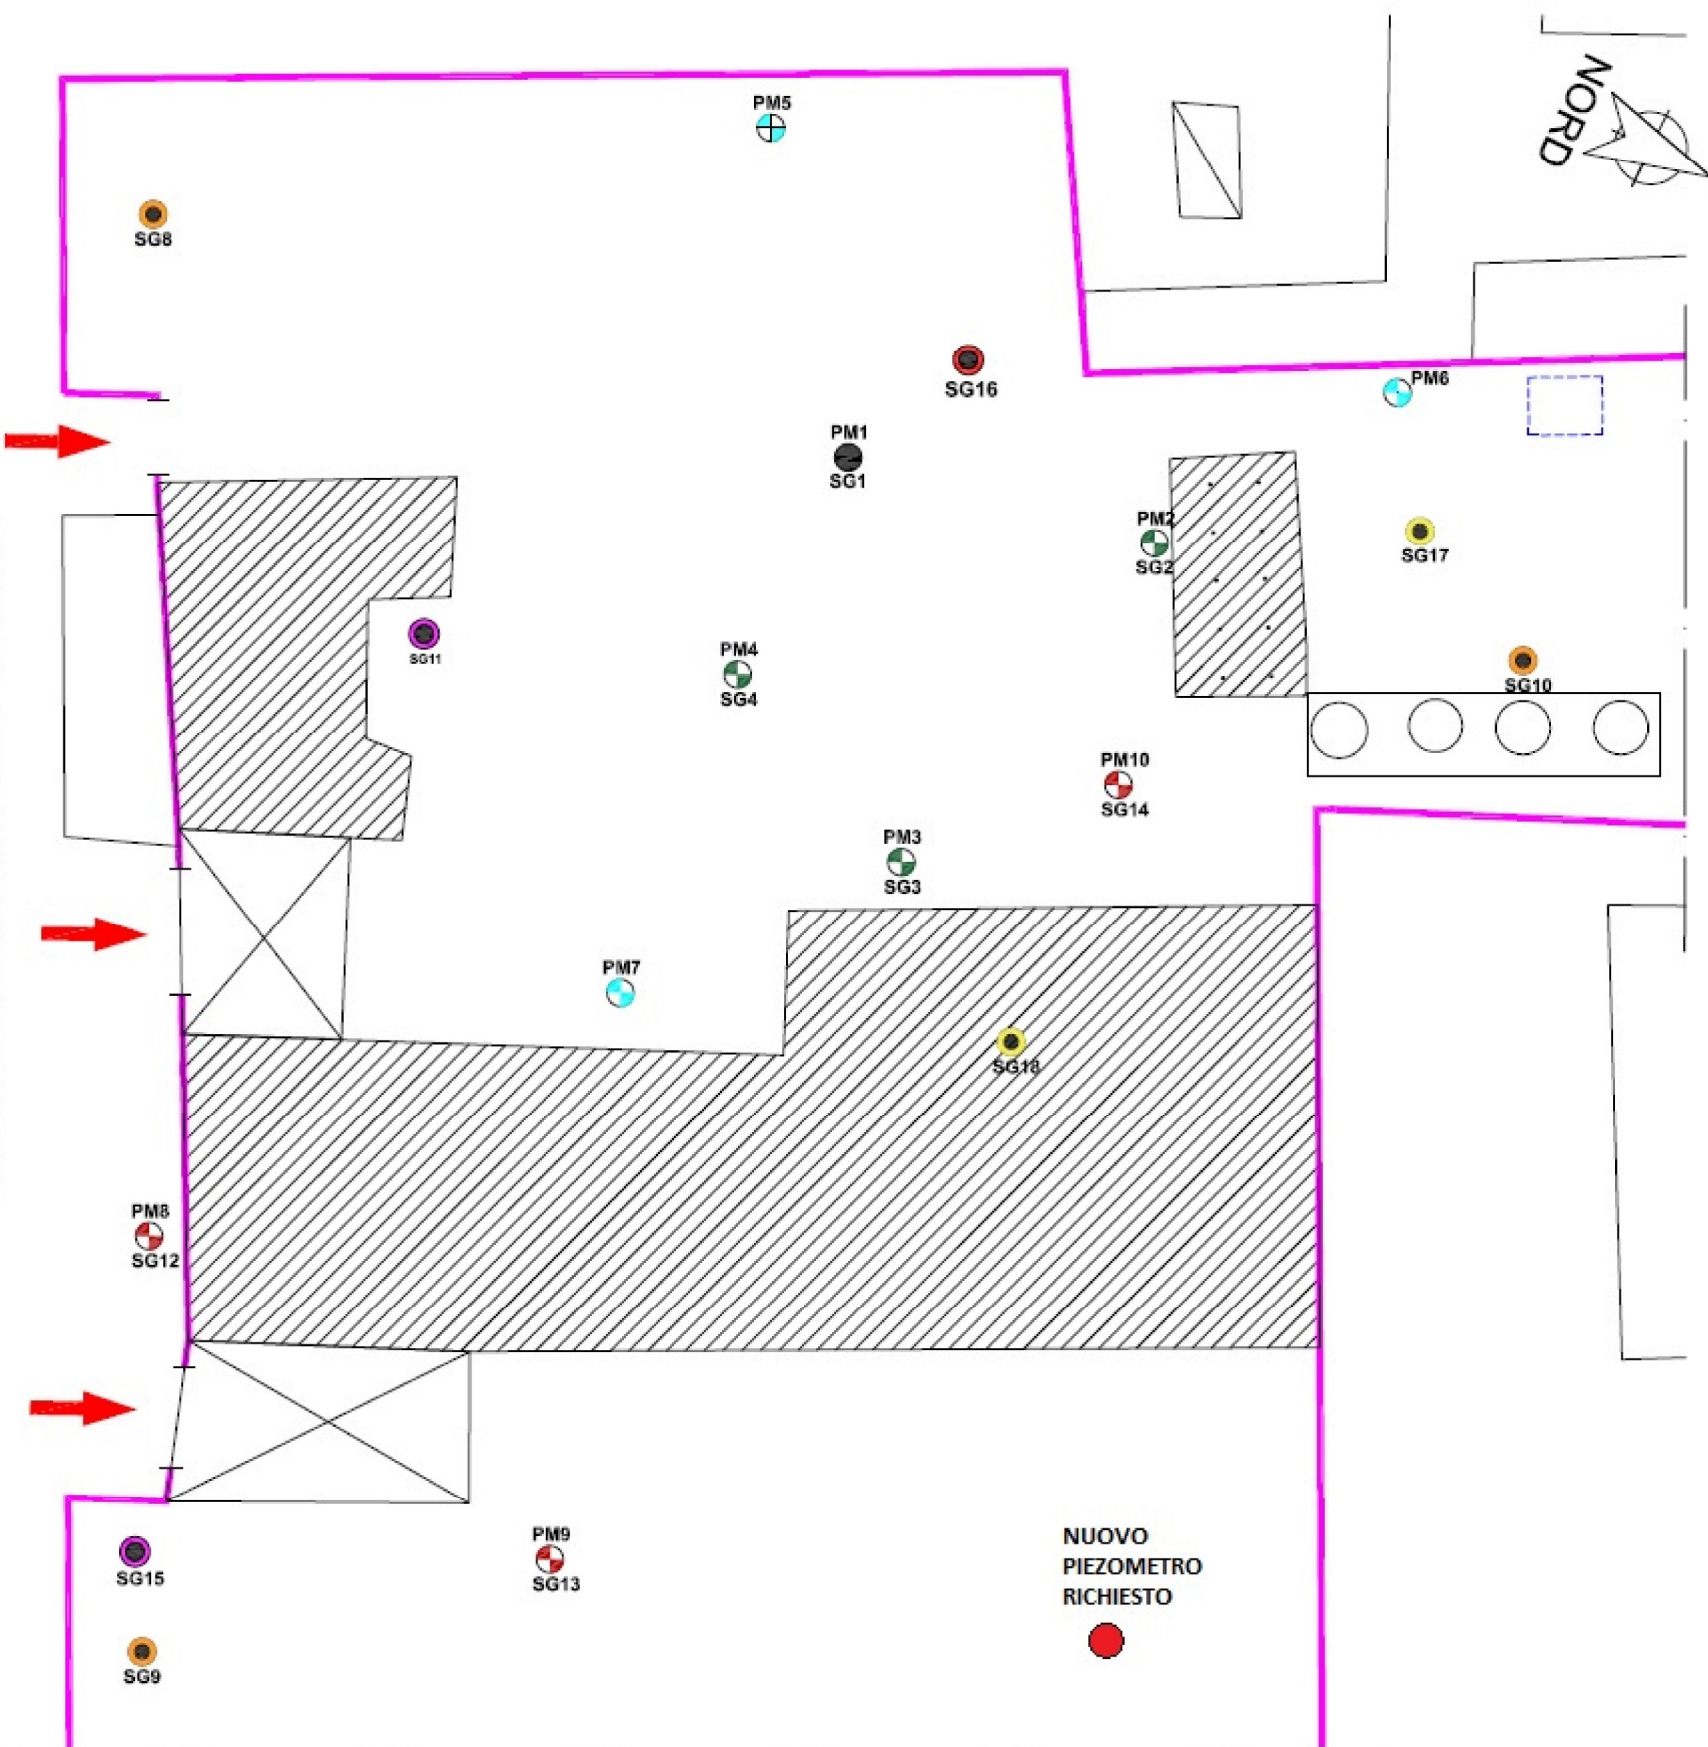 PM5
NORD
SG8
SG16
PM6
PM1
SG1
PM2
SG2
SG17
SG11
PM4
SG4
SG10
PM10
SG14
PM3
SG3
PM7
SG18
PM8
SG12
PM9
SG13
SG15
SG9
NUOVO
PIEZOMETRO
RICHIESTO